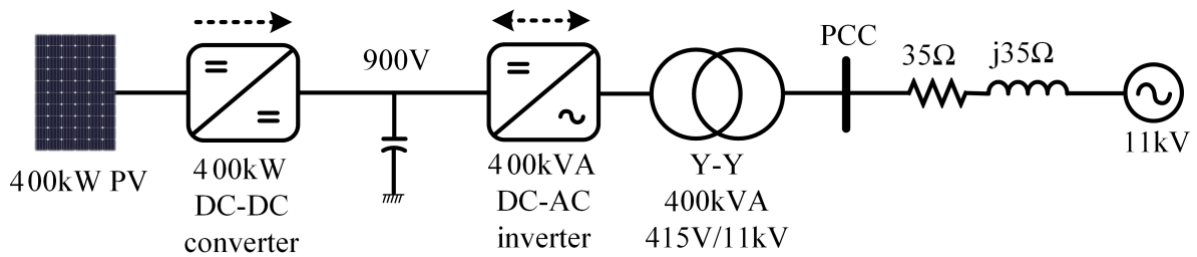 400kW PV
400kW
DC-DC
converter
900V
400kVA
DC-AC
inverter
Y-Y
400kVA
415V/11kV
PCC
35Ω
j35Ω
11kV